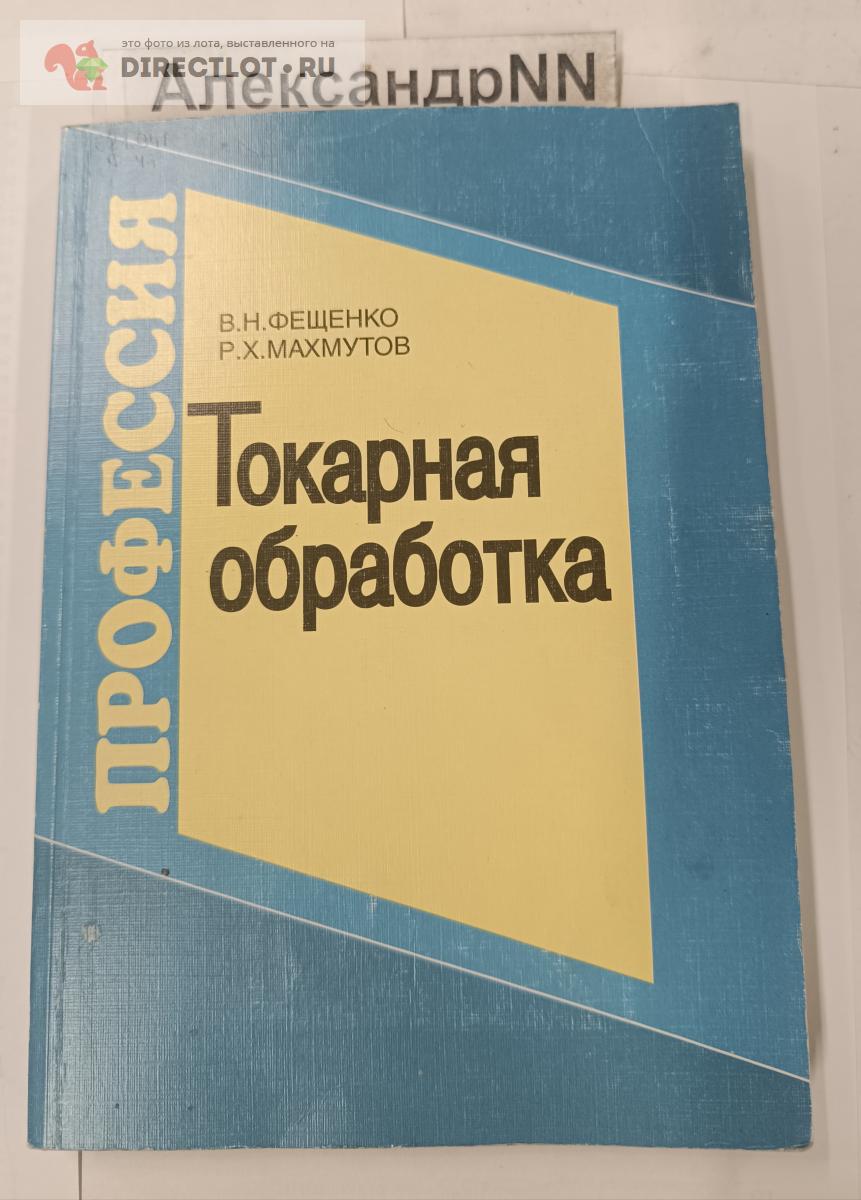 это фото из лота, выставленного на
DIRECTLOT.RU
АлександрNN
ПРОФЕССИЯ
В.Н.ФЕЩЕНКО
Р.Х.МАХМУТОВ
Токарная
обработка